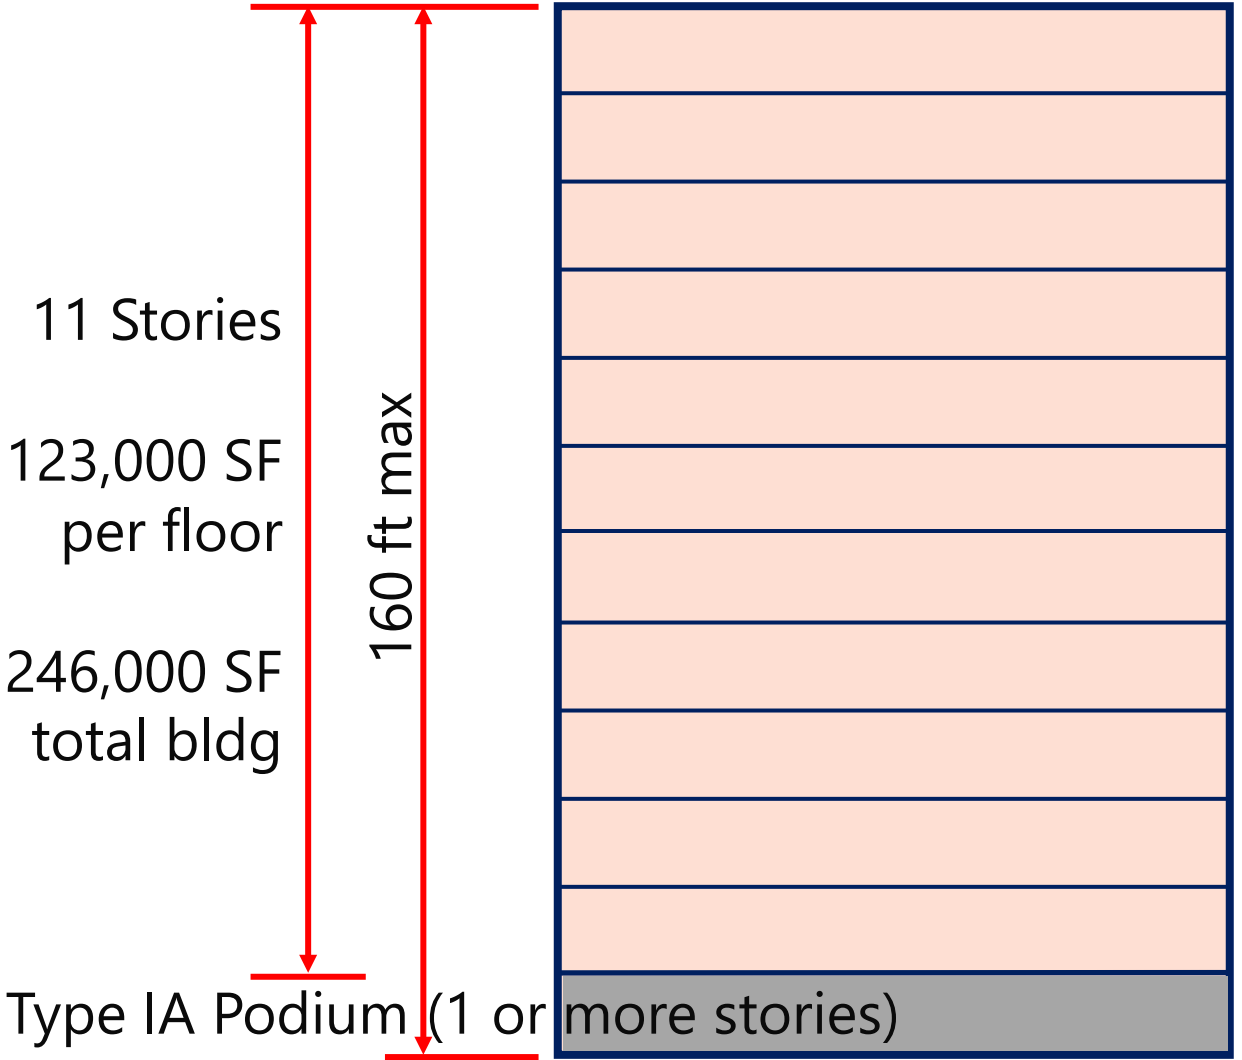 11 Stories
123,000 SF
per floor
246,000 SF
total bldg
160 ft max
Type IA Podium (1 or more stories)